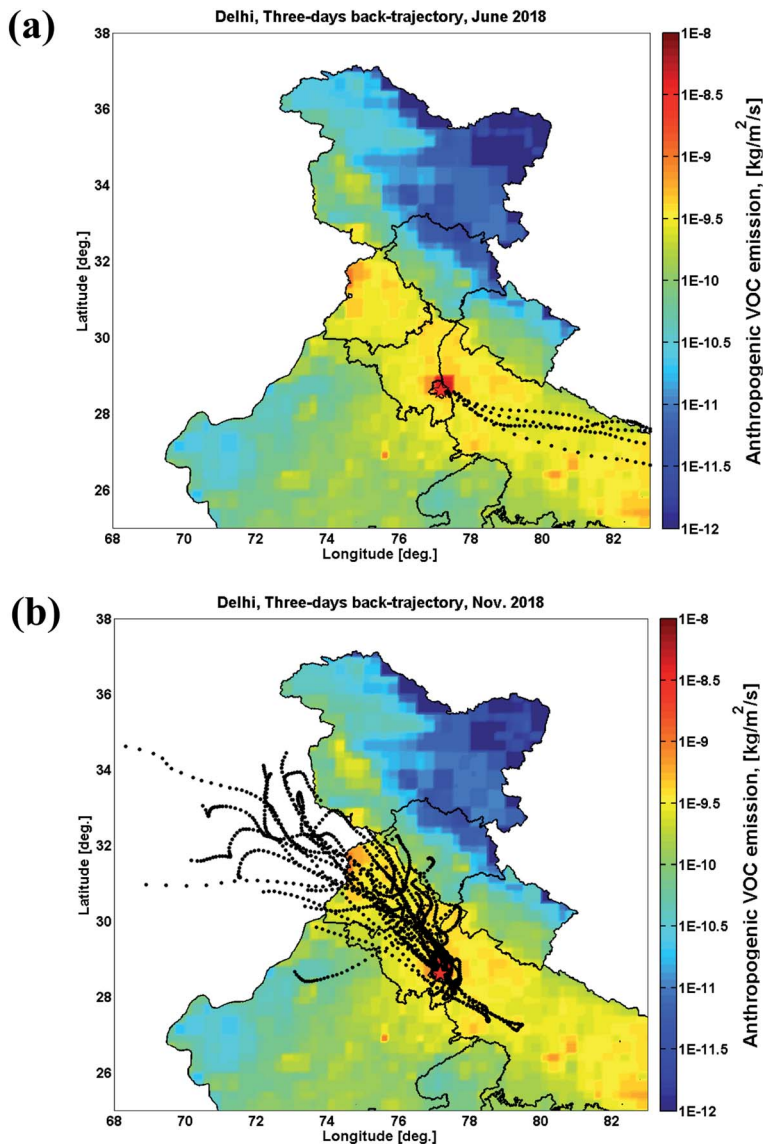 (a)
Delhi, Three-days back-trajectory, June 2018
38
36
34
32
30
28
26
Latitude [deg.]
68 70 72 74 76 78 80 82
Longitude [deg.]
1E-8
1E-8.5
1E-9
1E-9.5
1E-10
1E-10.5
1E-11
1E-11.5
1E-12
Anthropogenic VOC emission, [kg/m²/s]
(b)
Delhi, Three-days back-trajectory, Nov. 2018
38
36
34
32
30
28
26
Latitude [deg.]
68 70 72 74 76 78 80 82
Longitude [deg.]
1E-8
1E-8.5
1E-9
1E-9.5
1E-10
1E-10.5
1E-11
1E-11.5
1E-12
Anthropogenic VOC emission, [kg/m²/s]